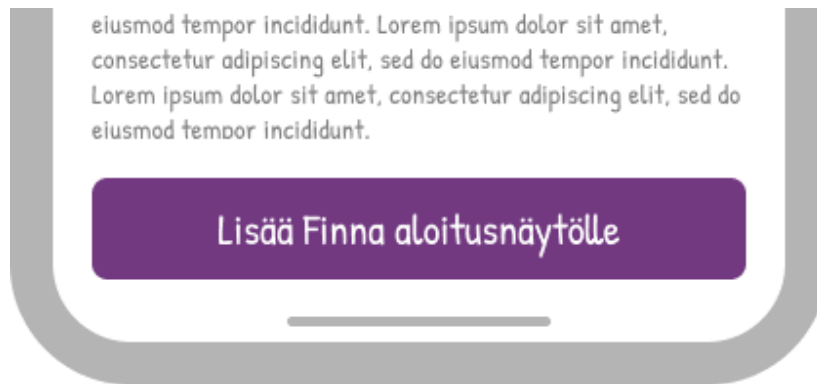 eiusmod tempor incididunt. Lorem ipsum dolor sit amet,
consectetur adipiscing elit, sed do eiusmod tempor incididunt.
Lorem ipsum dolor sit amet, consectetur adipiscing elit, sed do
eiusmod tempor incididunt.
Lisää Finna aloitusnäytölle